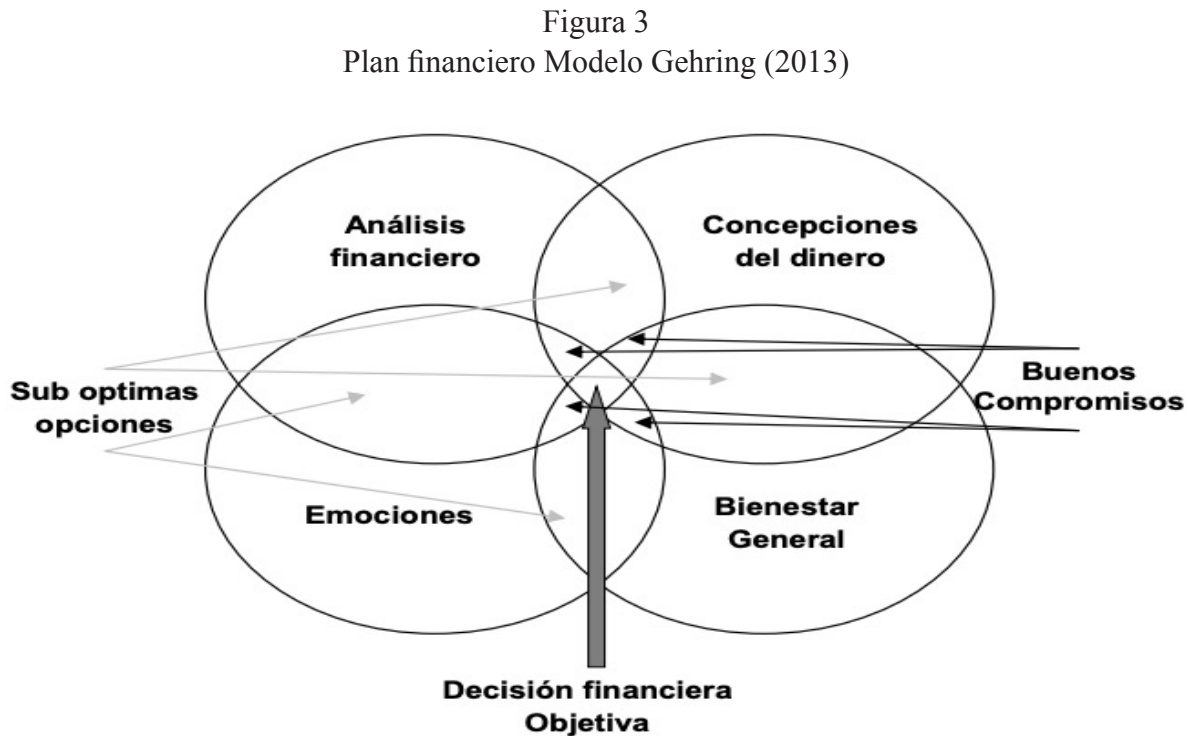 Figura 3
Plan financiero Modelo Gehring (2013)
Análisis
financiero
Concepciones
del dinero
Sub optimas
opciones
Buenos
Compromisos
Emociones
Bienestar
General
Decisión financiera
Objetiva